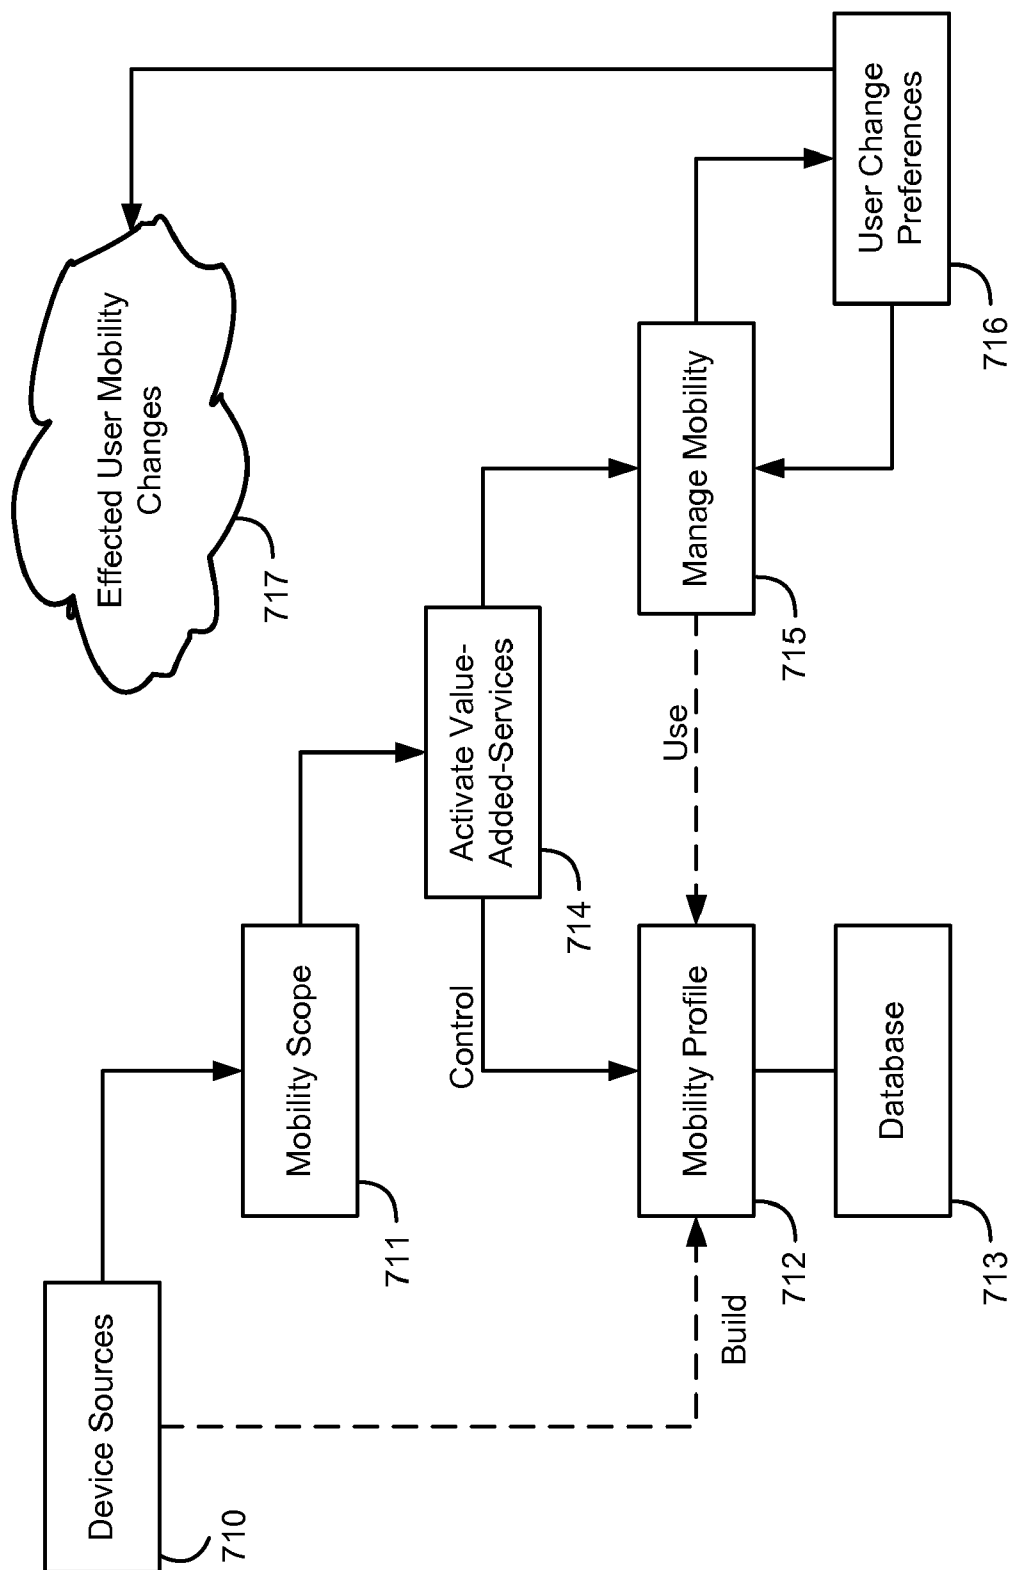 Device Sources
710
Mobility Scope
711
Effected User Mobility
Changes
717
Activate Value-
Added-Services
714
Control
Build
Mobility Profile
712
Use
Manage Mobility
715
Database
713
User Change
Preferences
716